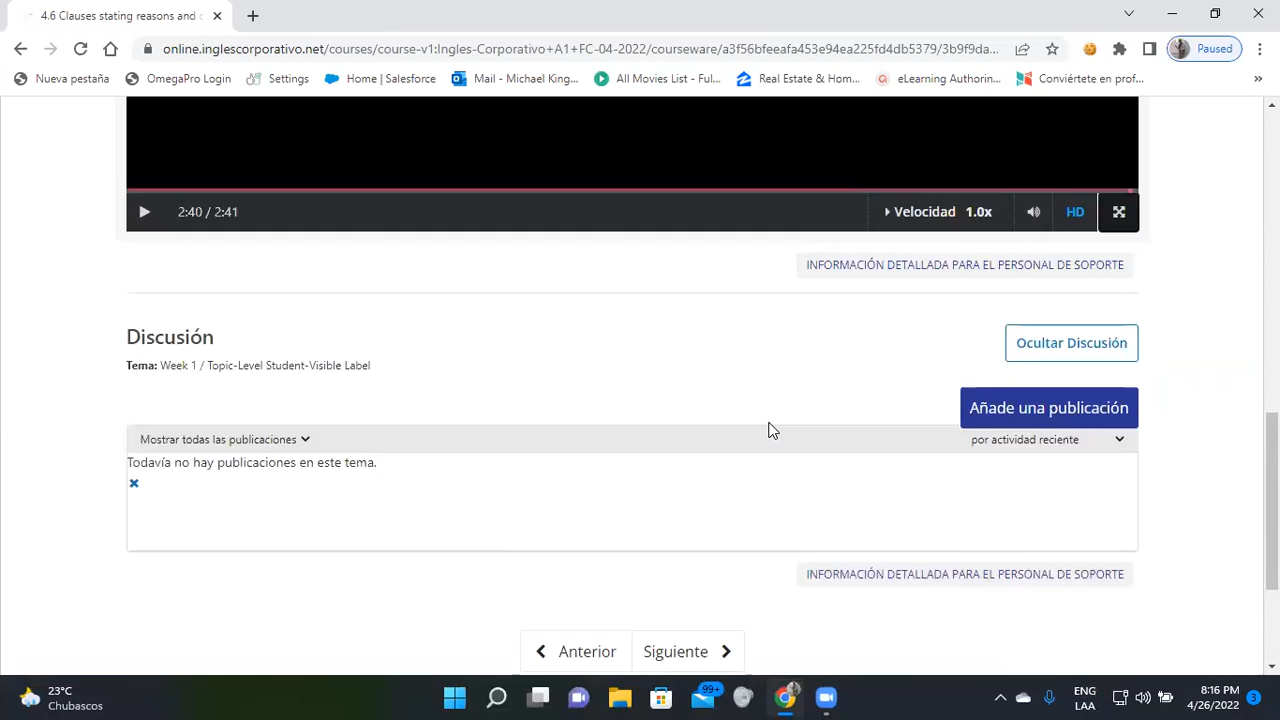 4.6 Clauses stating reasons and
online.inglescorporativo.net/courses/course-v1:Ingles-Corporativo+A1+FC-04-2022/courseware/a3f56bfeeafa453e94ea225fd4db5379/3b9f9da...
Paused
Nueva pestaña
OmegaPro Login
Settings
Home | Salesforce
Mail - Michael King...
All Movies List - Ful...
Real Estate & Hom...
eLearning Authorin...
Conviértete en prof...
»
2:40 / 2:41
Velocidad 1.0x
HD
INFORMACIÓN DETALLADA PARA EL PERSONAL DE SOPORTE
Discusión
Ocultar Discusión
Tema: Week 1 / Topic-Level Student-Visible Label
Añade una publicación
Mostrar todas las publicaciones
por actividad reciente
Todavía no hay publicaciones en este tema.
INFORMACIÓN DETALLADA PARA EL PERSONAL DE SOPORTE
Anterior
Siguiente
23°C
Chubascos
99+
ENG
LAA
8:16 PM
4/26/2022
3